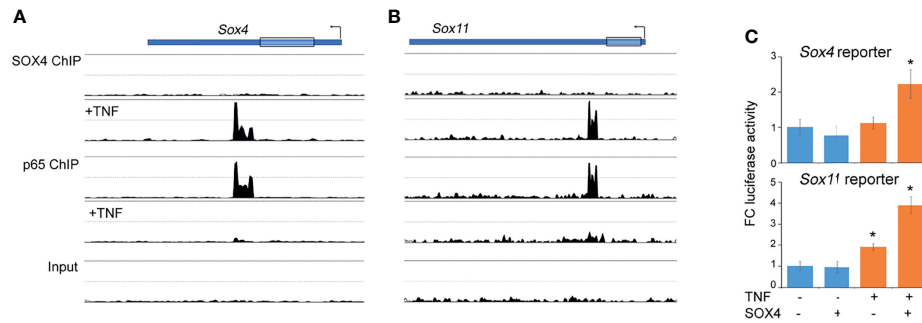 A
Sox4
SOX4 ChIP
+TNF
p65 ChIP
+TNF
Input
B
Sox11
C
Sox4 reporter
*
3
2
1
0
FC luciferase activity
Sox11 reporter
*
*
5
4
3
2
1
0
TNF - - + +
SOX4 - + - +